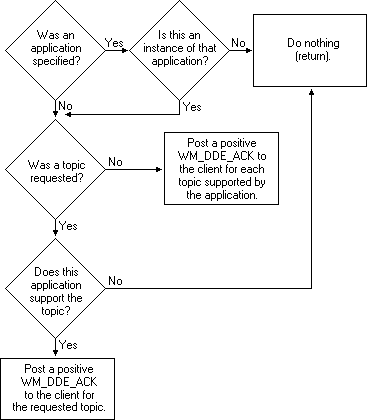 Was an
application
specified?
Yes
Is this an
instance of that
application?
No
Do nothing
(return).
No
Yes
Was a topic
requested?
No
Post a positive
WM_DDE_ACK to
the client for each
topic supported by
the application.
Yes
Does this
application
support the
topic?
No
Yes
Post a positive
WM_DDE_ACK
to the client for
the requested topic.